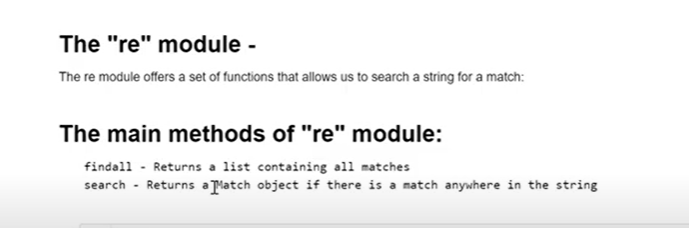 The "re" module -
The re module offers a set of functions that allows us to search a string for a match:
The main methods of "re" module:
findall - Returns a list containing all matches
search - Returns a Match object if there is a match anywhere in the string